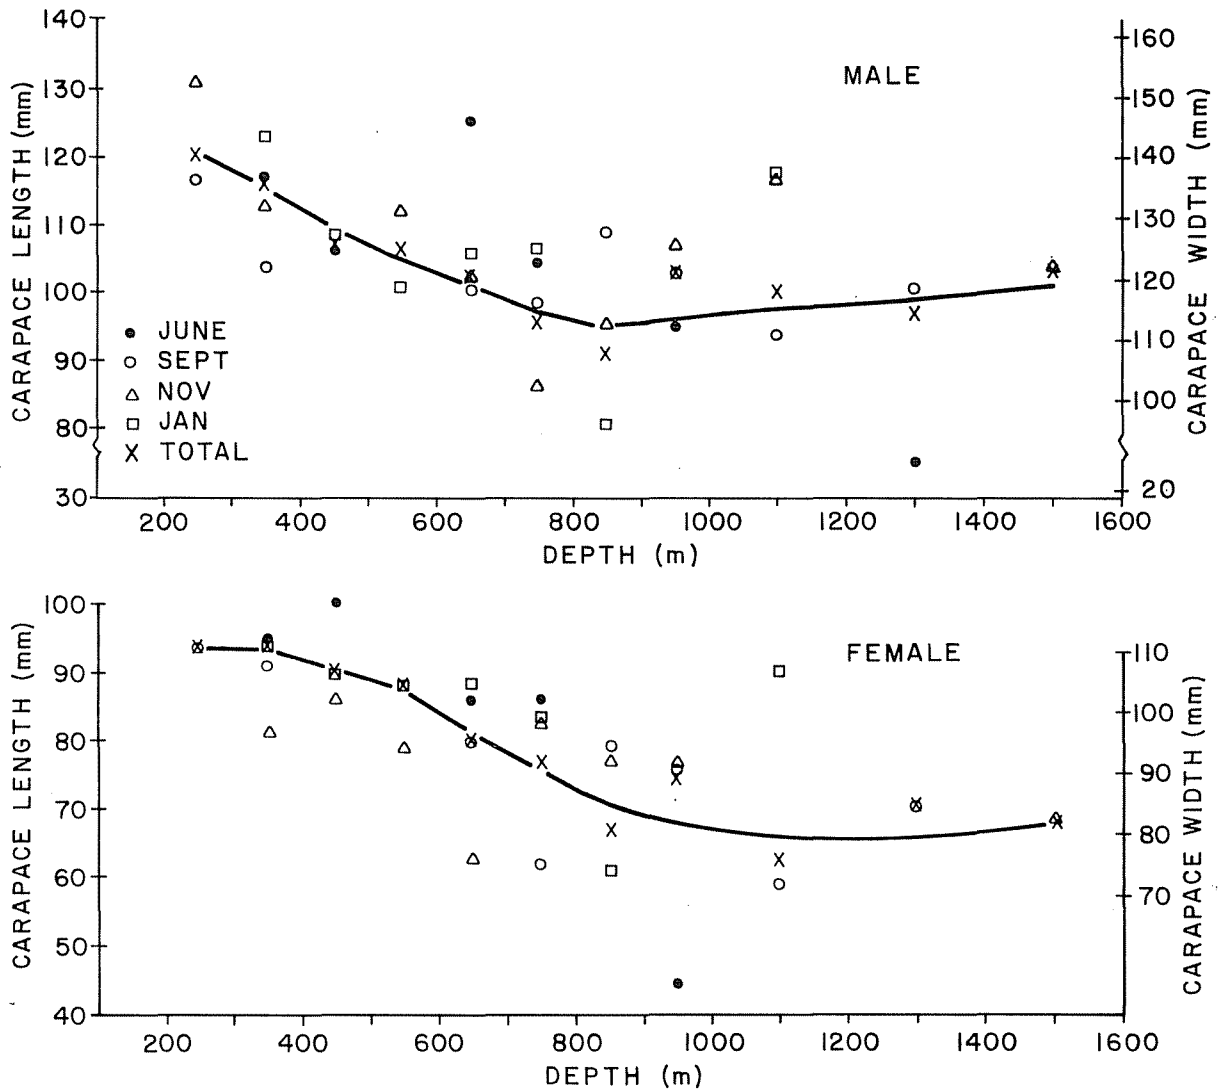 140
130
120
110
100
90
80
30
CARAPACE LENGTH (mm)
MALE
160
150
140
130
120
110
100
20
CARAPACE WIDTH (mm)
JUNE
SEPT
NOV
JAN
TOTAL
200 400 600 800 1000 1200 1400 1600
DEPTH (m)
100
90
80
70
60
50
40
CARAPACE LENGTH (mm)
FEMALE
110
100
90
80
70
CARAPACE WIDTH (mm)
200 400 600 800 1000 1200 1400 1600
DEPTH (m)